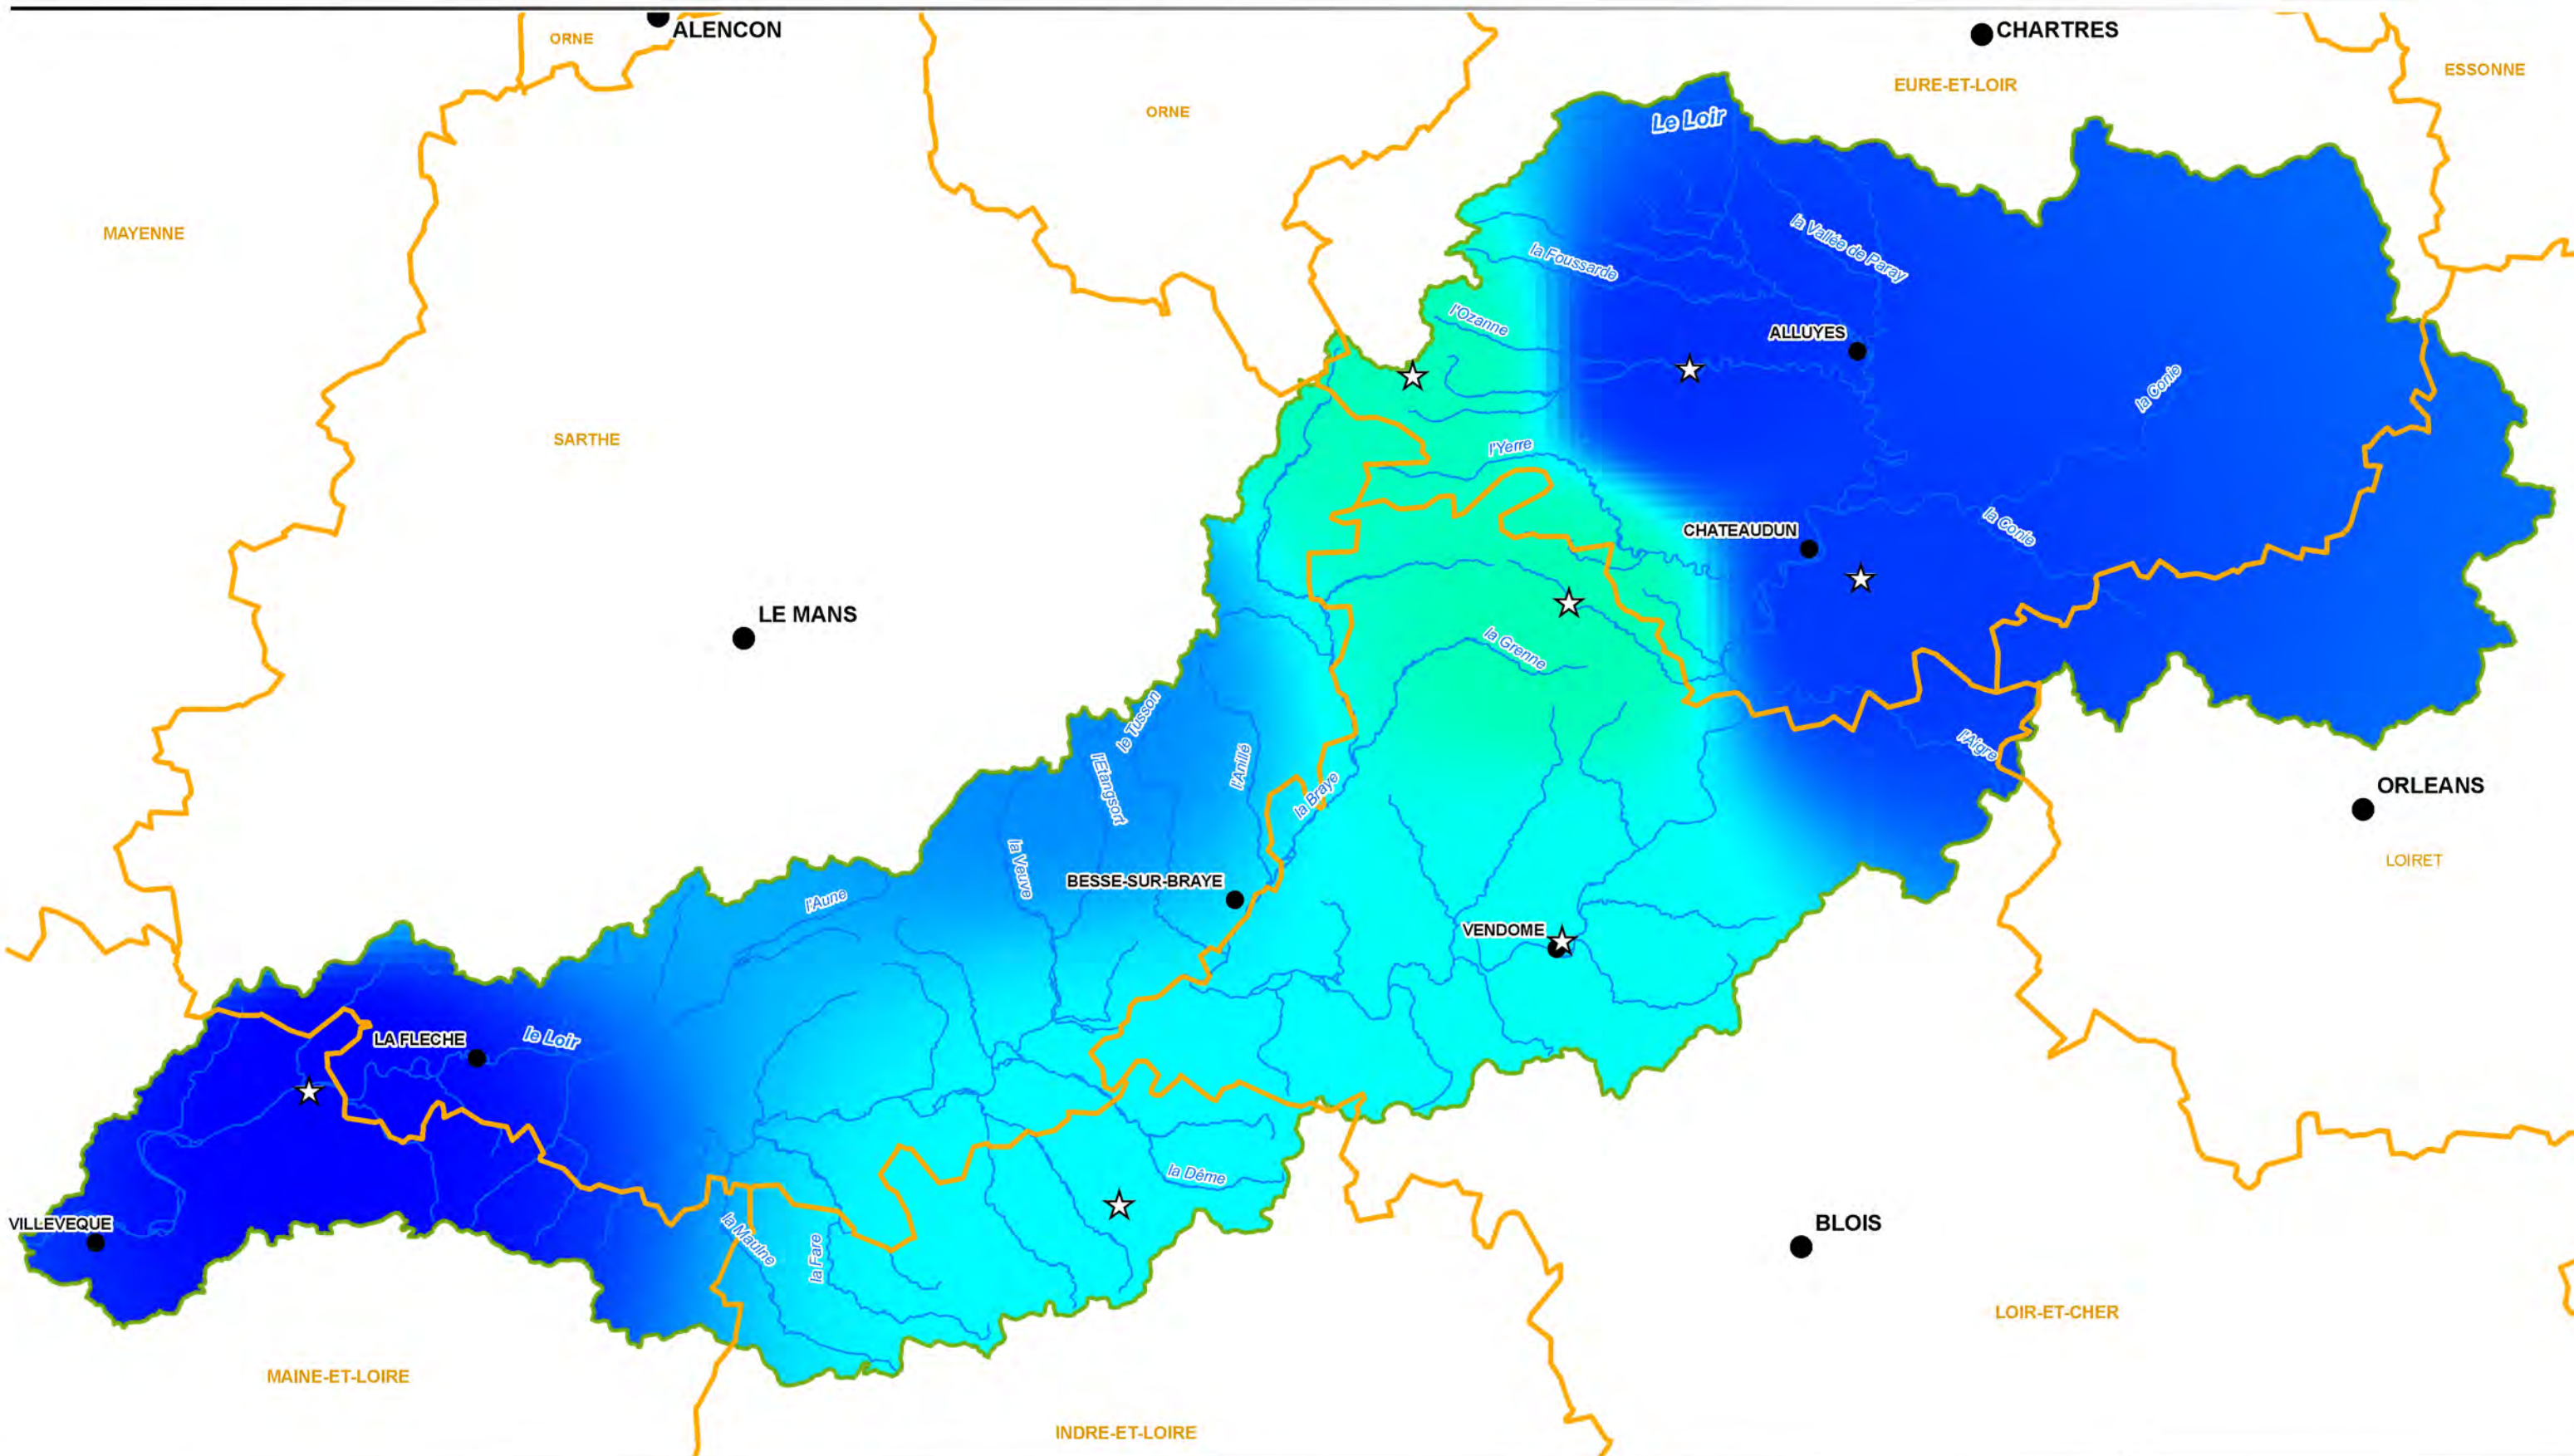 ALENCON
CHARTRES
ORNE
ESSONNE
EURE-ET-LOIR
ORNE
Le Loir
MAYENNE
la Vallée de Paray
la Foussarde
l'Ozanne
ALLUYES
la Conie
SARTHE
l'Yerre
CHATEAUDUN
la Conie
LE MANS
la Grenne
le Tusson
l'Aigre
l'Etangsort
l'Anille
la Braye
ORLEANS
LOIRET
la Veuve
BESSE-SUR-BRAYE
l'Aune
VENDOME
LA FLECHE
le Loir
la Dême
VILLEVEQUE
la Maulne
la Fare
BLOIS
LOIR-ET-CHER
MAINE-ET-LOIRE
INDRE-ET-LOIRE